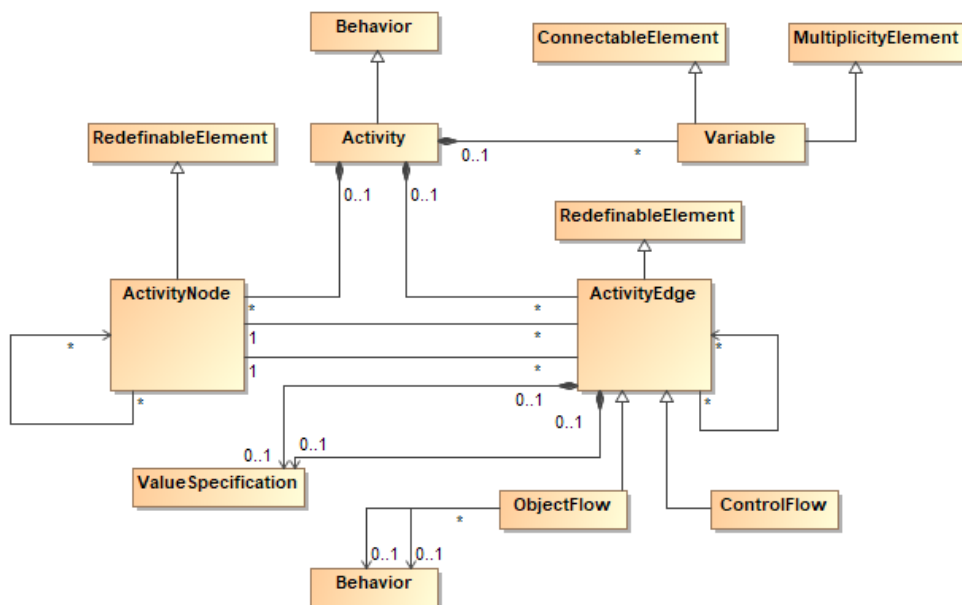 Behavior
ConnectableElement
MultiplicityElement
RedefinableElement
Activity
Variable
0..1
*
0..1
0..1
RedefinableElement
ActivityNode
ActivityEdge
*
*
1
*
*
*
1
*
*
*
0..1
0..1
0..1
0..1
ValueSpecification
ObjectFlow
ControlFlow
*
0..1
0..1
Behavior